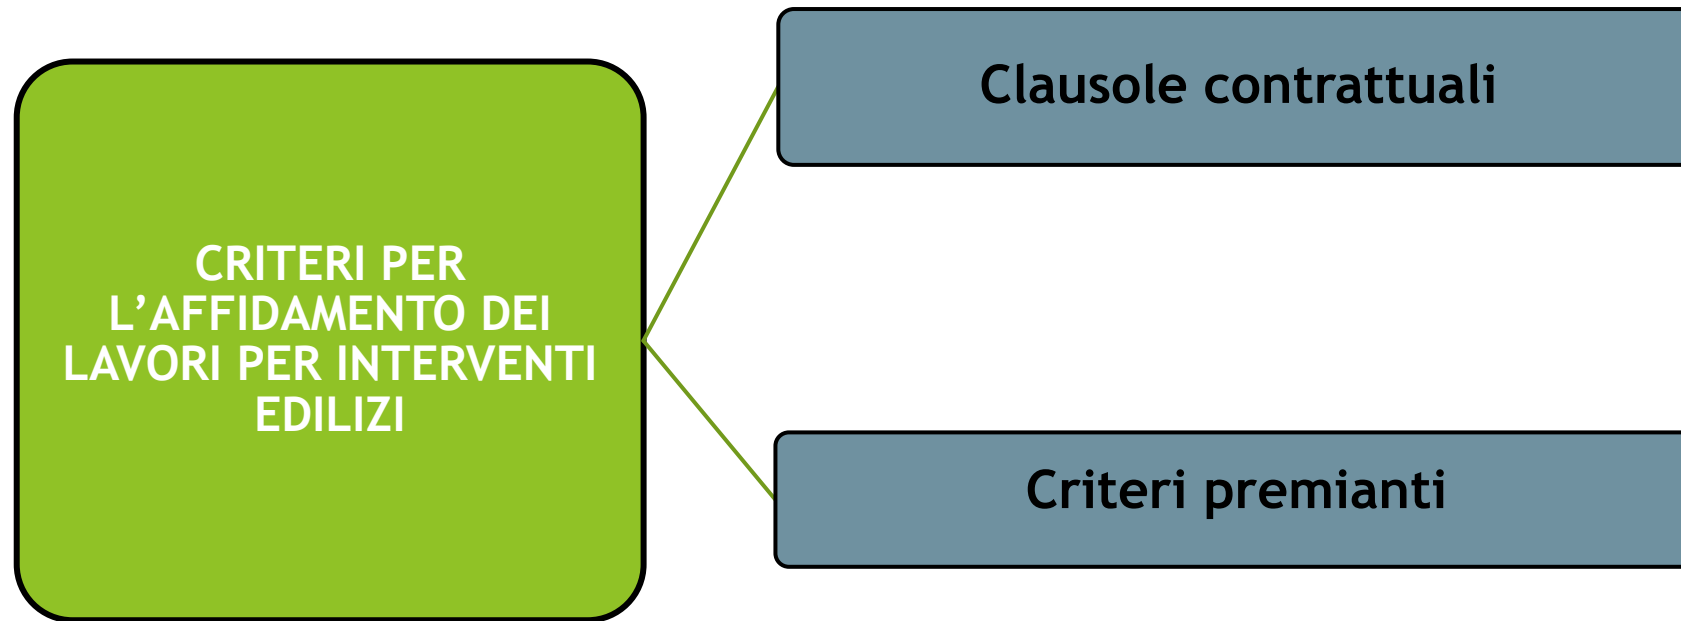 CRITERI PER
L’AFFIDAMENTO DEI
LAVORI PER INTERVENTI
EDILIZI
Clausole contrattuali
Criteri premianti